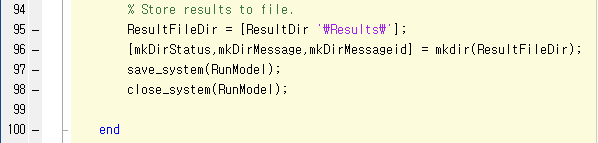 94 % Store results to file.
95 – ResultFileDir = [ResultDir '₩Results₩'];
96 – [mkDirStatus,mkDirMessage,mkDirMessageid] = mkdir(ResultFileDir);
97 – save_system(RunModel);
98 – close_system(RunModel);
99
100 – end